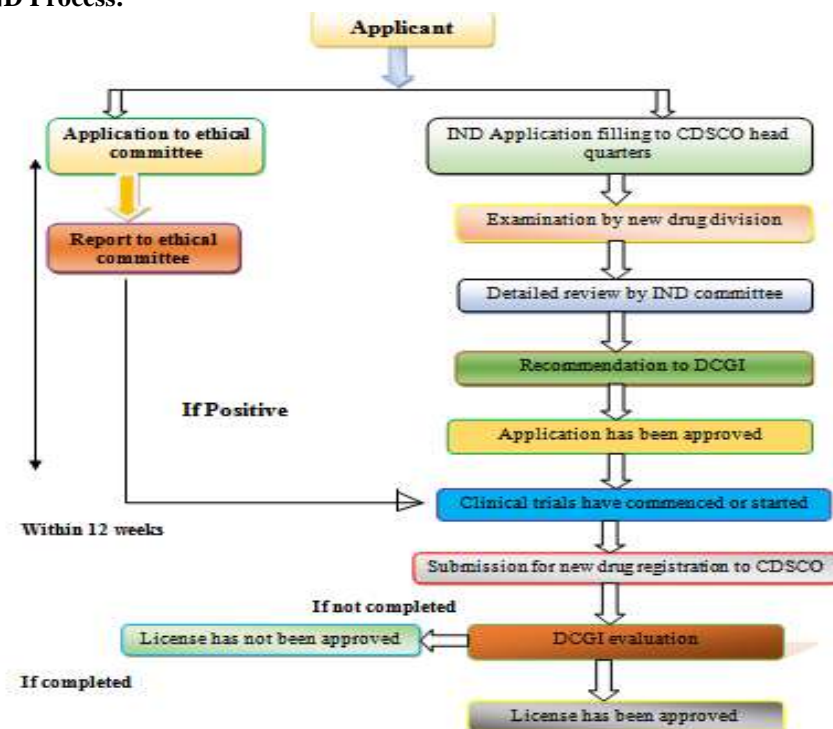 ND Process:
Applicant
Application to ethical
committee
IND Application filling to CDSCO head
quarters
Examination by new drug division
Report to ethical
committee
Detailed review by IND committee
Recommendation to DCGI
If Positive
Application has been approved
Clinical trials have commenced or started
Within 12 weeks
Submission for new drug registration to CDSCO
If not completed
License has not been approved
DCGI evaluation
If completed
License has been approved